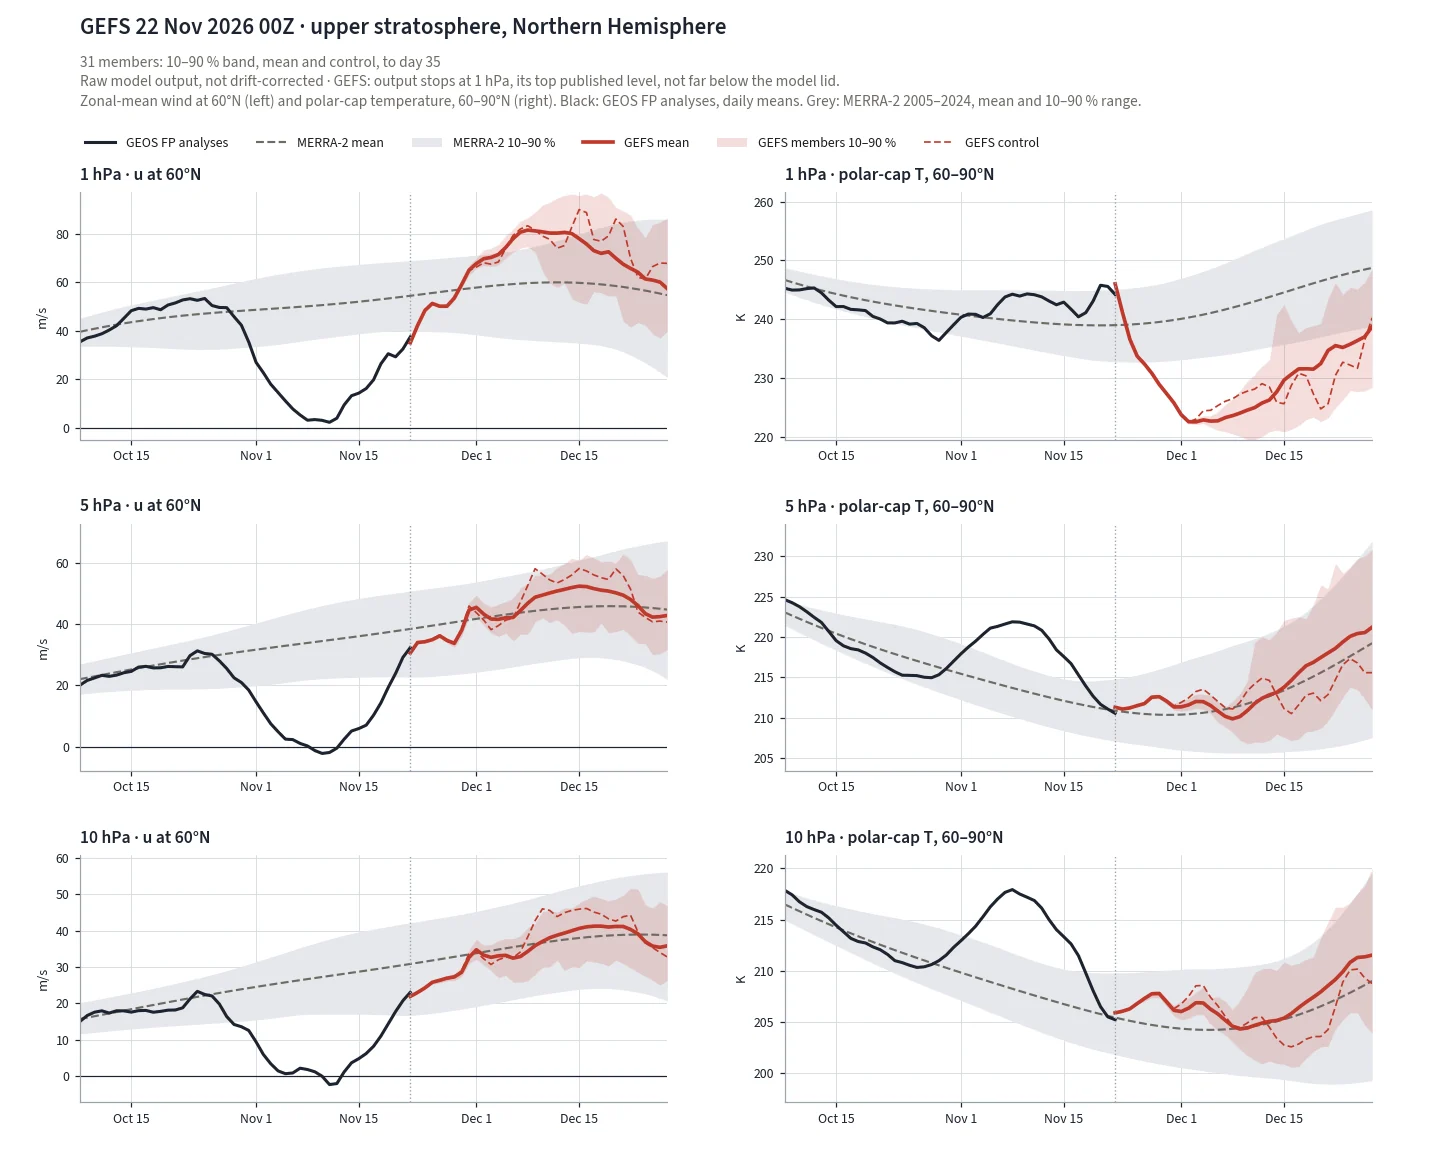 GEFS 22 Nov 2026 00Z · upper stratosphere, Northern Hemisphere
31 members: 10–90 % band, mean and control, to day 35
Raw model output, not drift-corrected · GEFS: output stops at 1 hPa, its top published level, not far below the model lid.
Zonal-mean wind at 60°N (left) and polar-cap temperature, 60–90°N (right). Black: GEOS FP analyses, daily means. Grey: MERRA-2 2005–2024, mean and 10–90 % range.
GEOS FP analyses MERRA-2 mean MERRA-2 10–90 % GEFS mean GEFS members 10–90 % GEFS control
1 hPa · u at 60°N
80
60
40
20
0
m/s
Oct 15 Nov 1 Nov 15 Dec 1 Dec 15
1 hPa · polar-cap T, 60–90°N
260
250
240
230
220
K
Oct 15 Nov 1 Nov 15 Dec 1 Dec 15
5 hPa · u at 60°N
60
40
20
0
m/s
Oct 15 Nov 1 Nov 15 Dec 1 Dec 15
5 hPa · polar-cap T, 60–90°N
230
225
220
215
210
205
K
Oct 15 Nov 1 Nov 15 Dec 1 Dec 15
10 hPa · u at 60°N
60
50
40
30
20
10
0
m/s
Oct 15 Nov 1 Nov 15 Dec 1 Dec 15
10 hPa · polar-cap T, 60–90°N
220
215
210
205
200
K
Oct 15 Nov 1 Nov 15 Dec 1 Dec 15